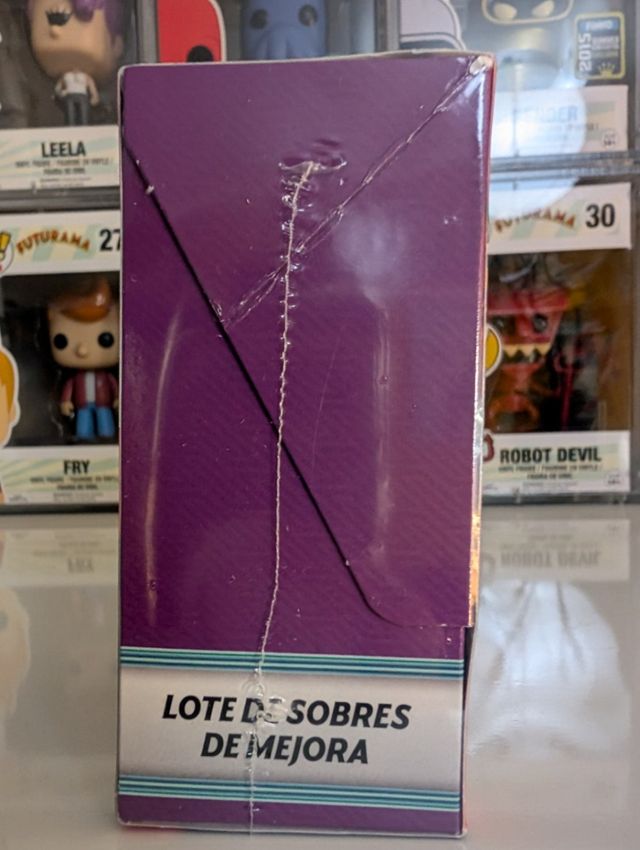 LEELA
FUTURAMA 27
FUTURAMA 30
FRY
ROBOT DEVIL
2015
LOTE DE SOBRES
DE MEJORA